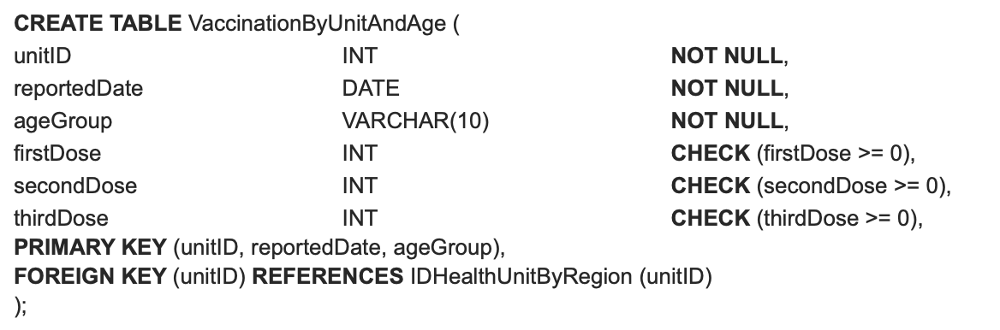 CREATE TABLE VaccinationByUnitAndAge (
unitID INT NOT NULL,
reportedDate DATE NOT NULL,
ageGroup VARCHAR(10) NOT NULL,
firstDose INT CHECK (firstDose >= 0),
secondDose INT CHECK (secondDose >= 0),
thirdDose INT CHECK (thirdDose >= 0),
PRIMARY KEY (unitID, reportedDate, ageGroup),
FOREIGN KEY (unitID) REFERENCES IDHealthUnitByRegion (unitID)
);